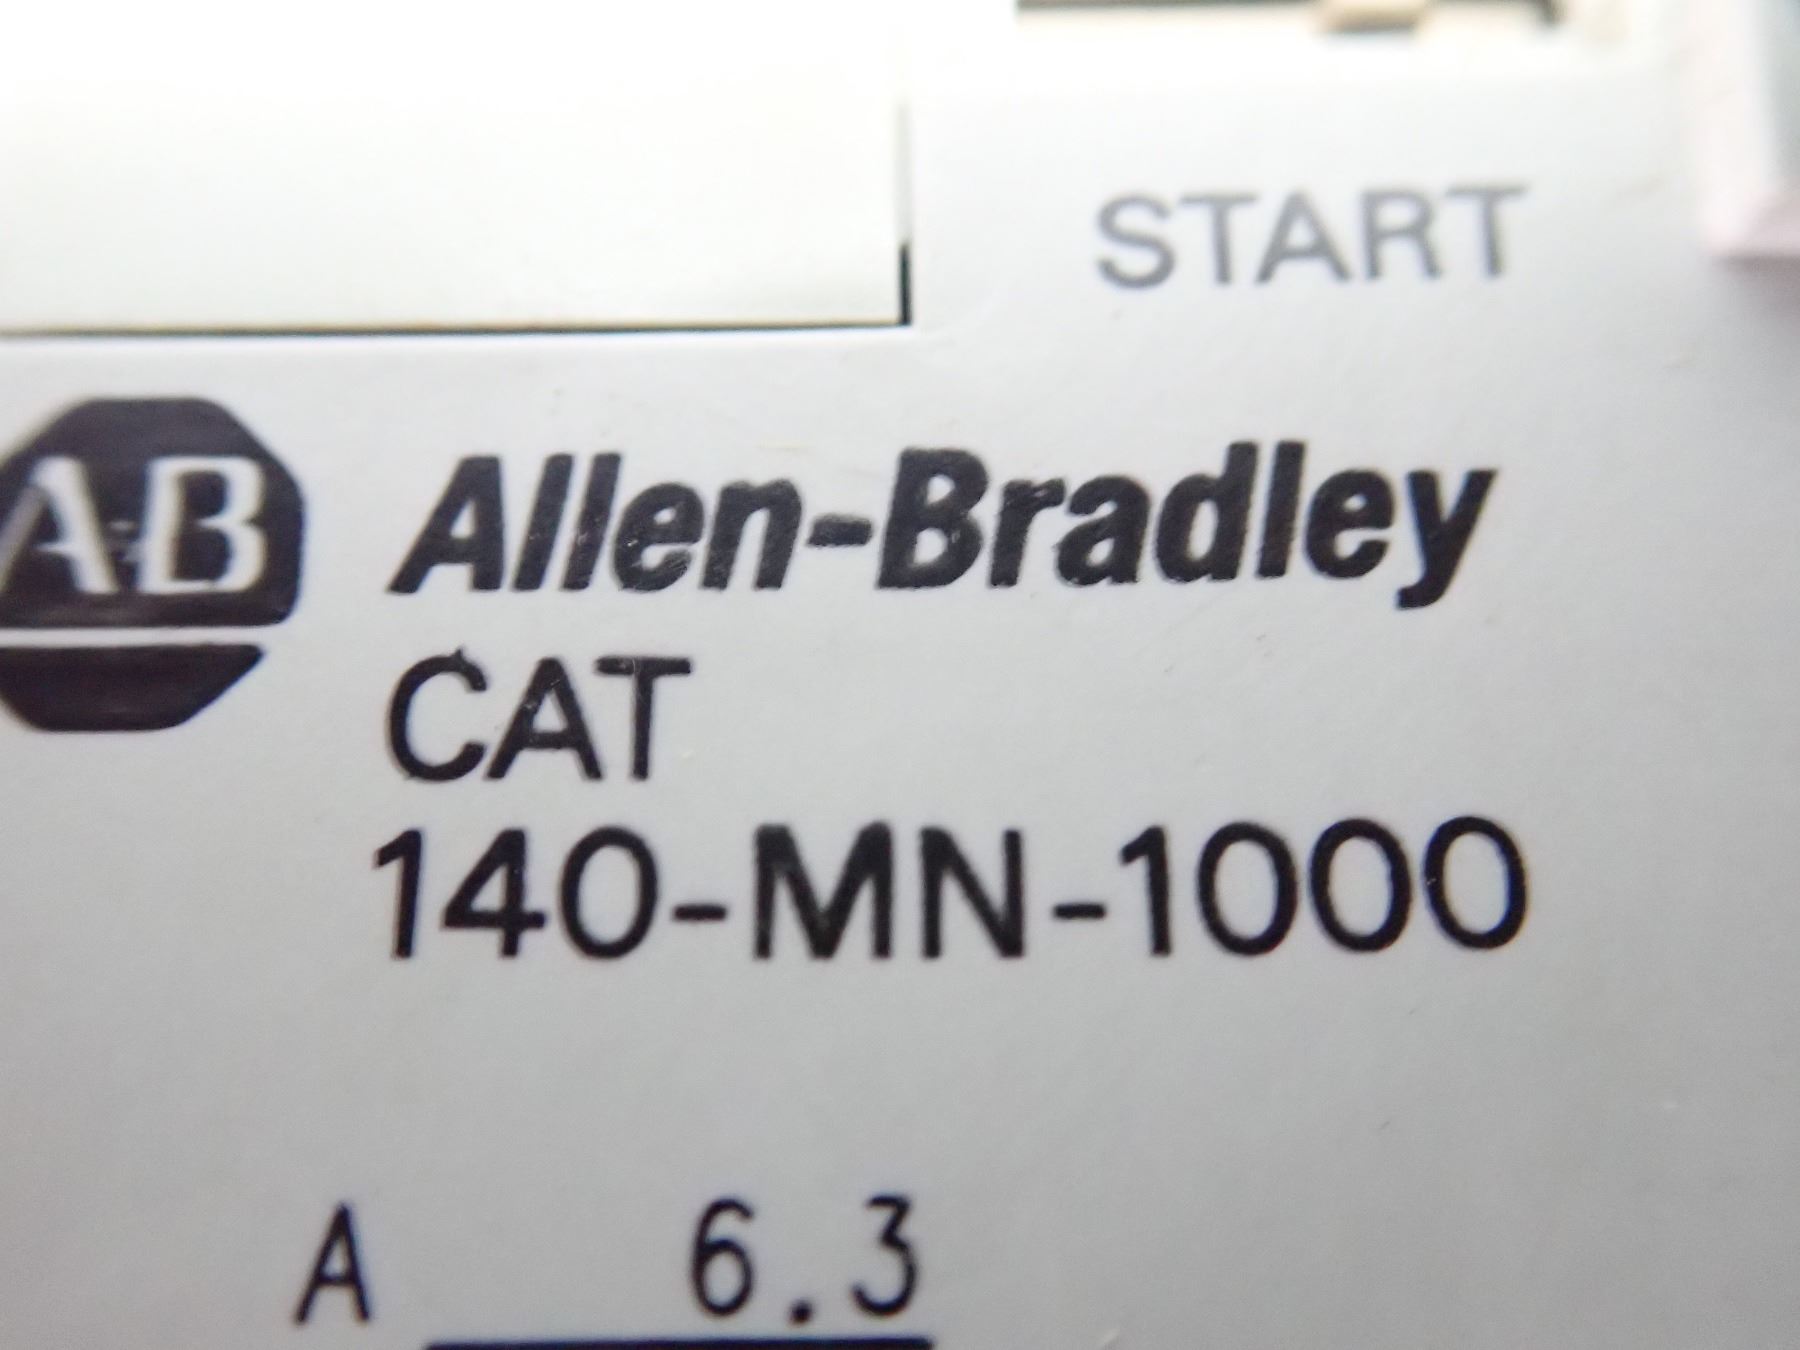 START
AB Allen-Bradley
CAT
140-MN-1000
A 6.3